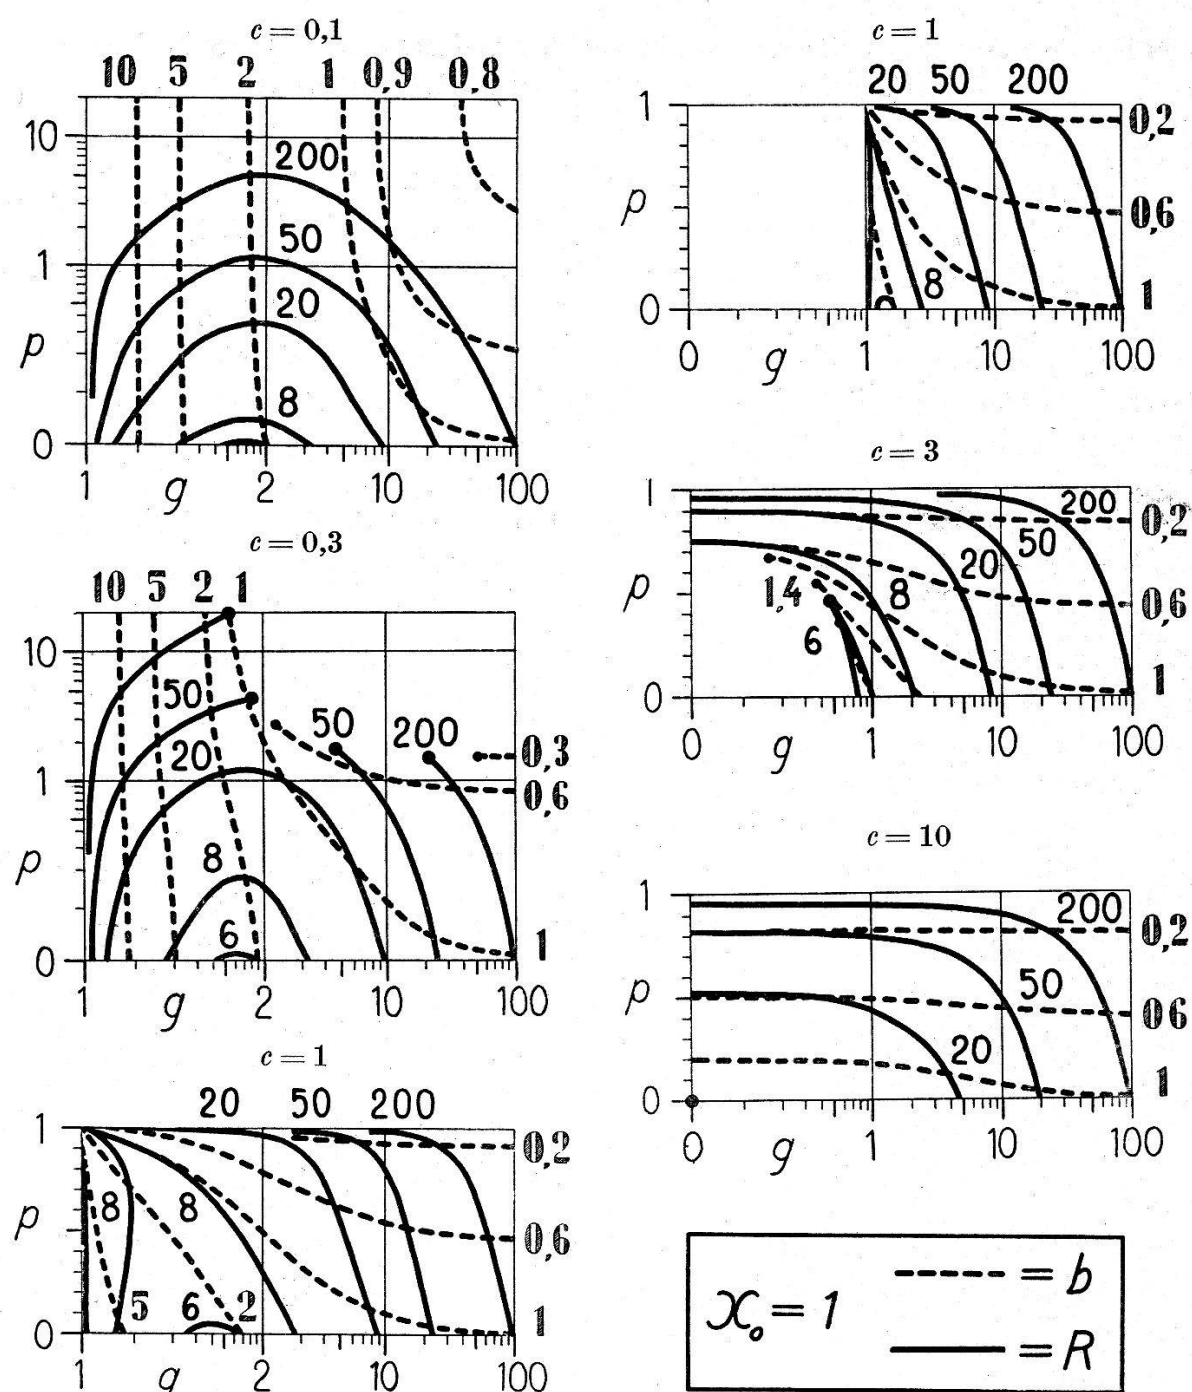 c = 0,1
10 5 2 1 0,9 0,8
10
200
50
1
20
p
8
0
1 g 2 10 100
c = 0,3
10 5 2 1
10
50
50 200
20
0,3
1
0,6
8
p
6
1
0
1 g 2 10 100
c = 1
20 50 200
1
0,2
8 8
p
0,6
5 6 2
1
0
1 g 2 10 100
c = 1
20 50 200
1
0,2
p
0,6
8
1
0
0 g 1 10 100
c = 3
1
200
0,2
50
20
p
1,4 8
0,6
6
1
0
0 g 1 10 100
c = 10
1
200
0,2
50
p
0,6
20
1
0
0 g 1 10 100
= b
x₀ = 1
= R